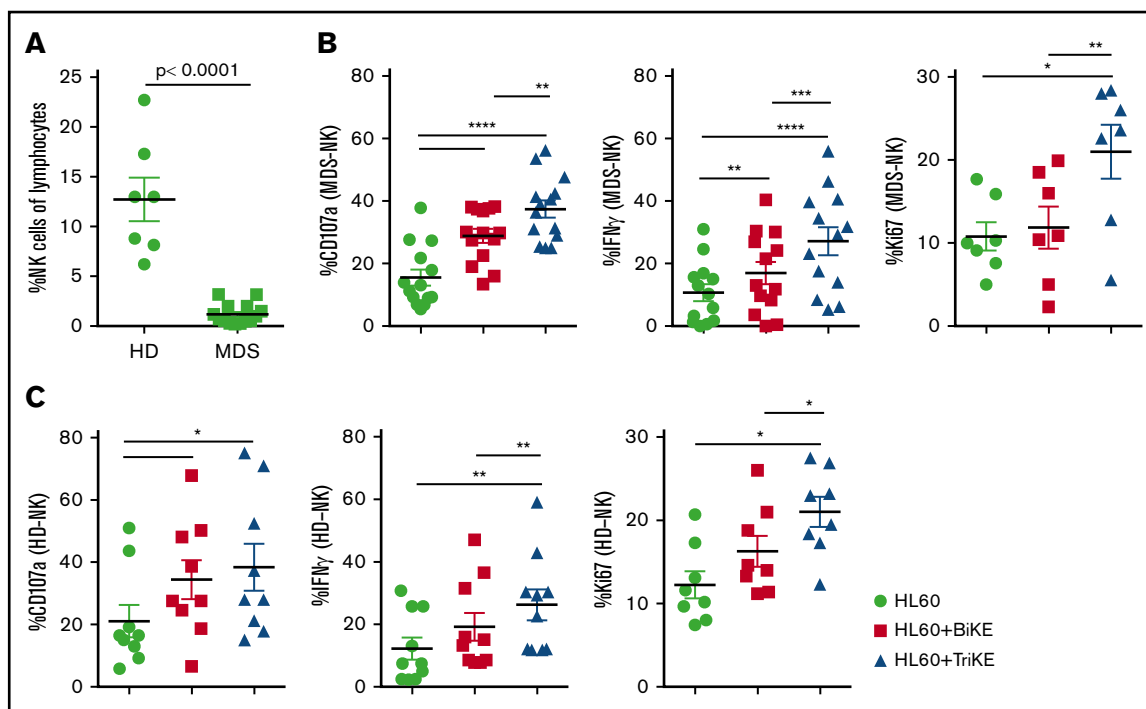 A
p< 0.0001
25
20
15
10
5
0
%NK cells of lymphocytes
HD
MDS
B
80
60
40
20
0
%CD107a (MDS-NK)
**
****
80
60
40
20
0
%IFNγ (MDS-NK)
***
****
**
30
20
10
0
%Ki67 (MDS-NK)
**
*
C
80
60
40
20
0
%CD107a (HD-NK)
*
80
60
40
20
0
%IFNγ (HD–NK)
**
**
30
20
10
0
%Ki67 (HD–NK)
*
*
HL60
HL60+BiKE
HL60+TriKE